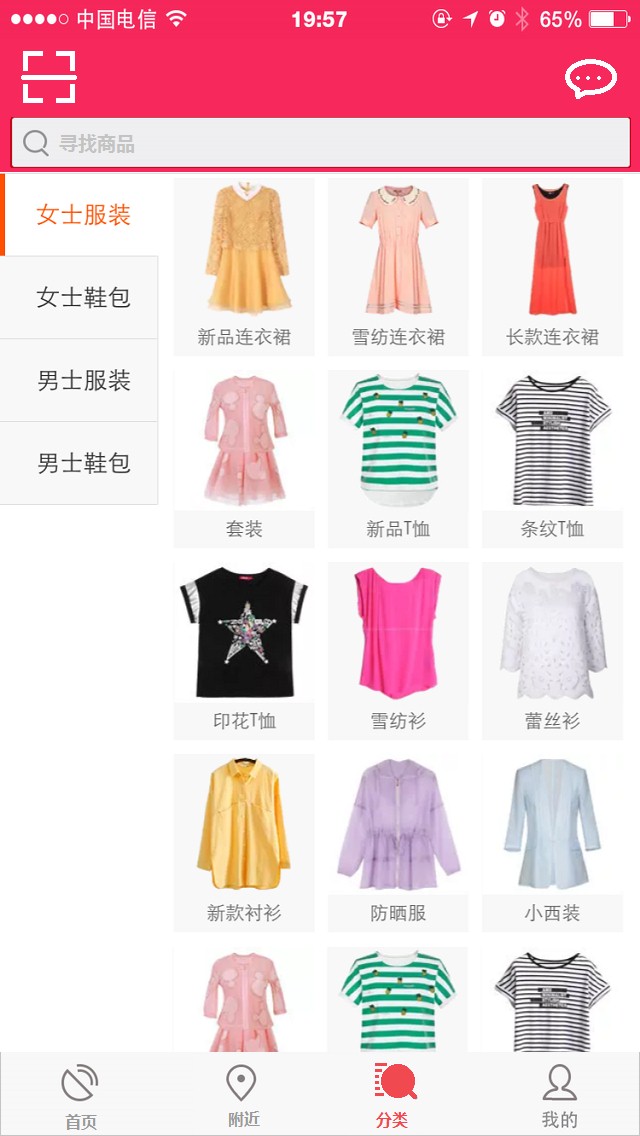 中国电信 19:57 65%
寻找商品
女士服装
女士鞋包
男士服装
男士鞋包
新品连衣裙 雪纺连衣裙 长款连衣裙
套装 新品T恤 条纹T恤
印花T恤 雪纺衫 蕾丝衫
新款衬衫 防晒服 小西装
首页 附近 分类 我的